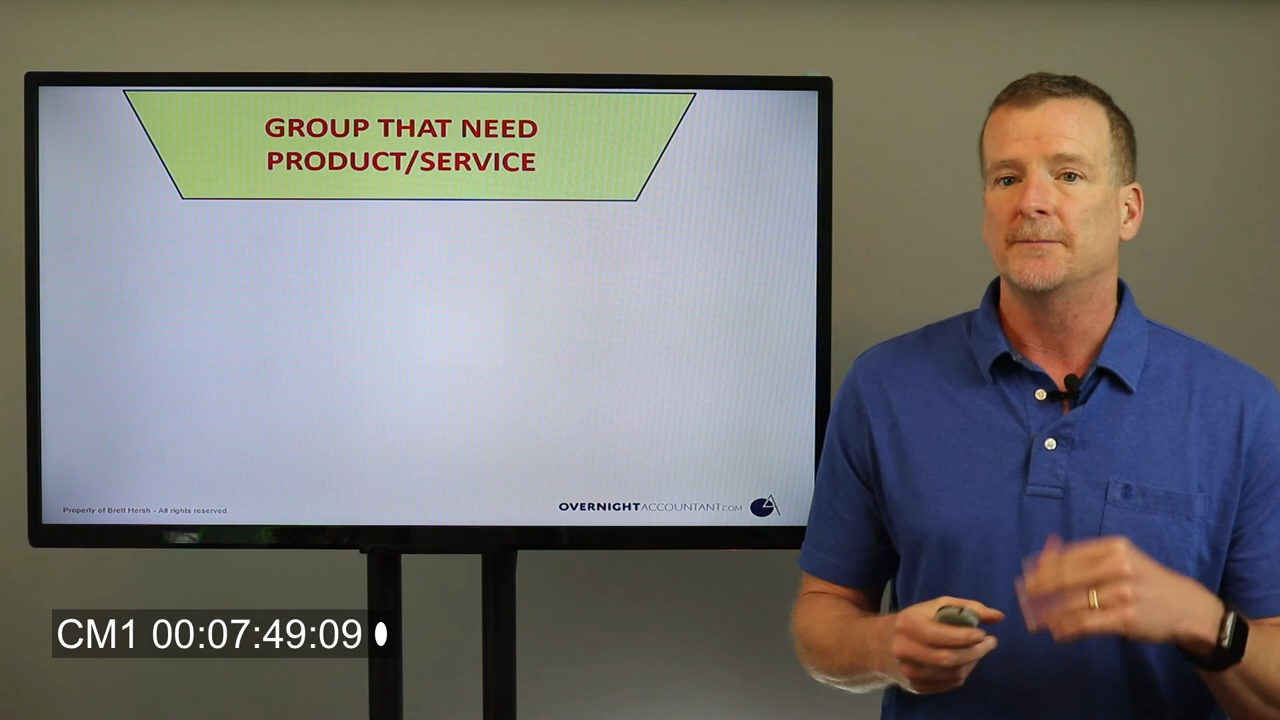 GROUP THAT NEED
PRODUCT/SERVICE
Property of Brett Hersh - All rights reserved.
OVERNIGHTACCOUNTANT.COM
CM1 00:07:49:09